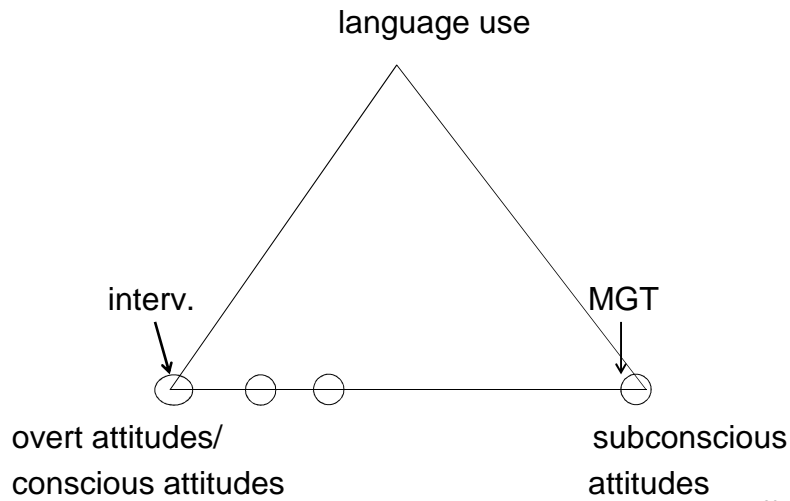 language use
interv.
MGT
overt attitudes/
conscious attitudes
subconscious
attitudes